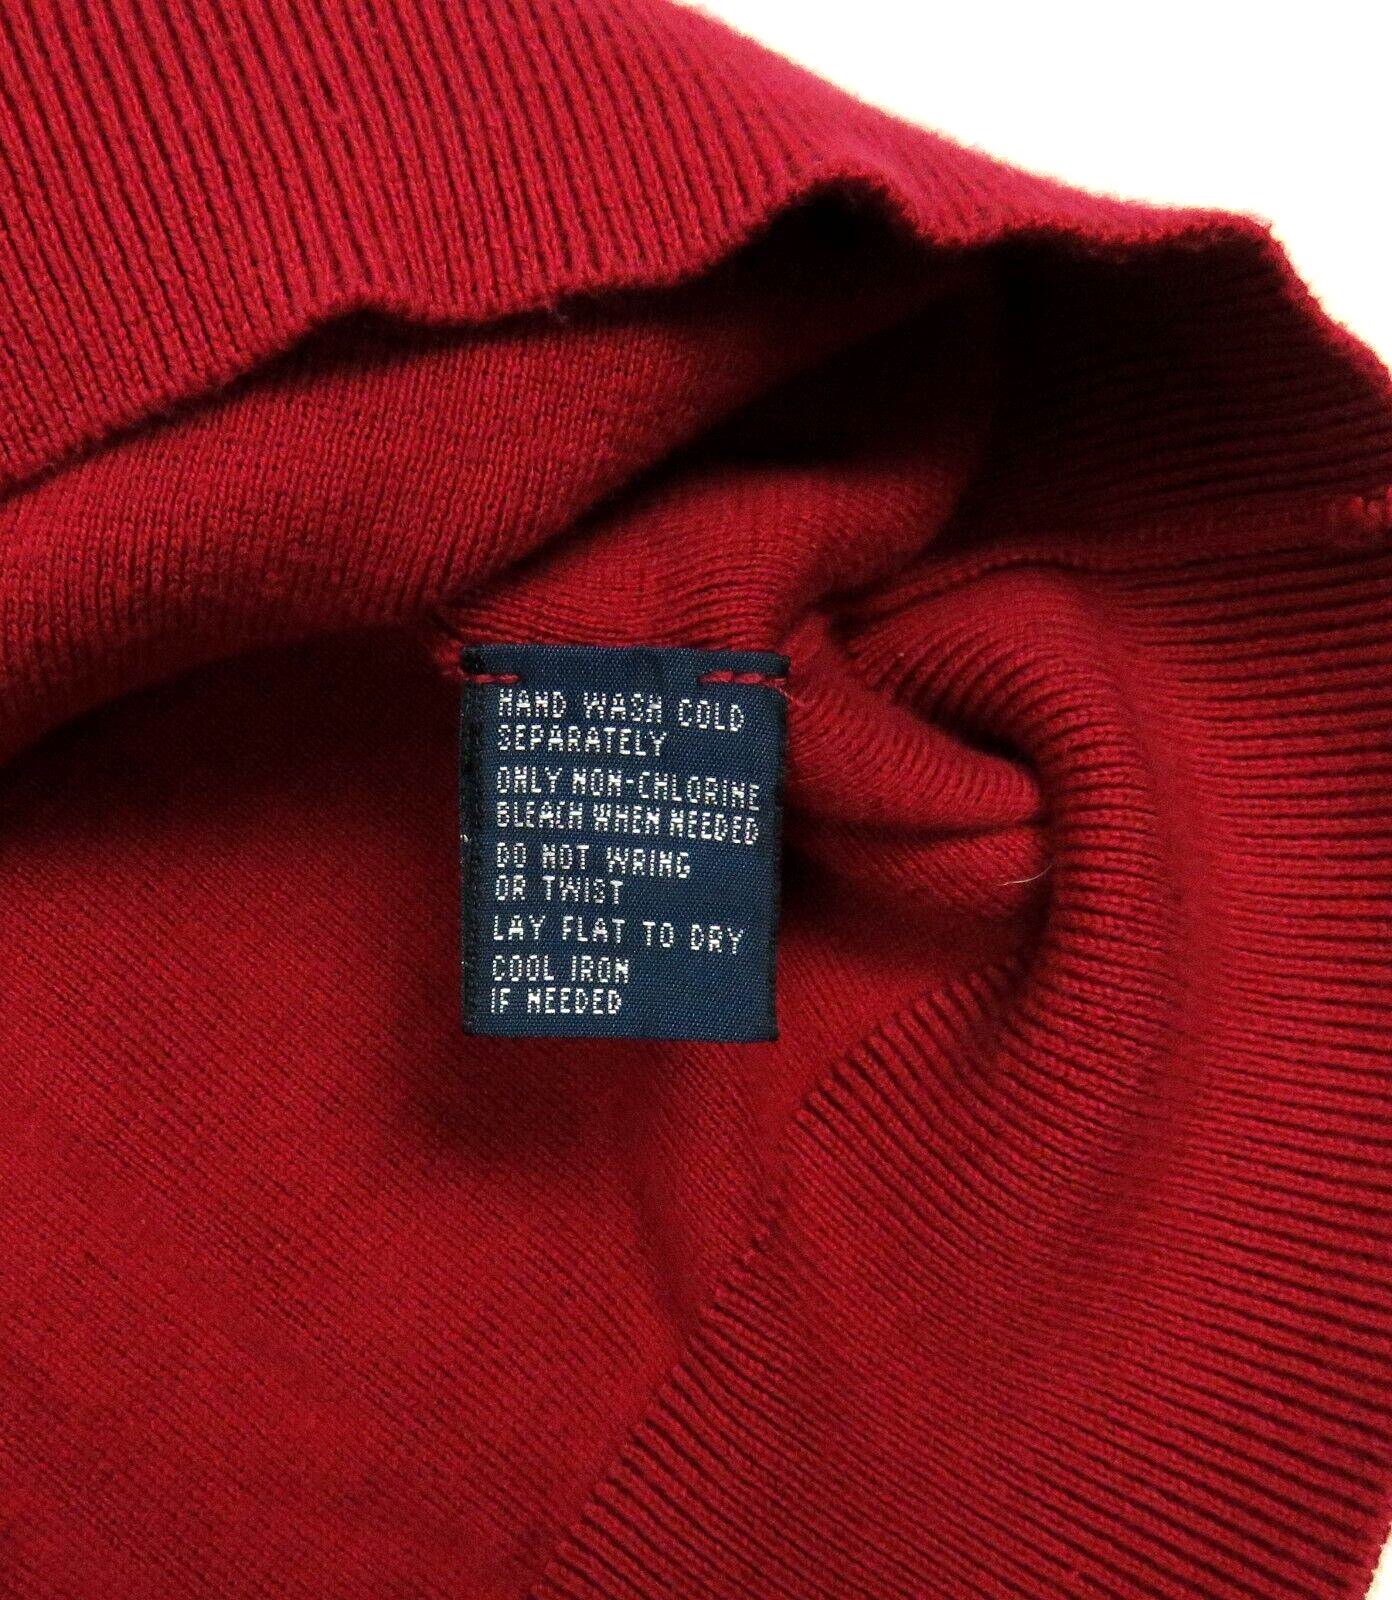 HAND WASH COLD
SEPARATELY
ONLY NON-CHLORINE
BLEACH WHEN NEEDED
DO NOT WRING
OR TWIST
LAY FLAT TO DRY
COOL IRON
IF NEEDED